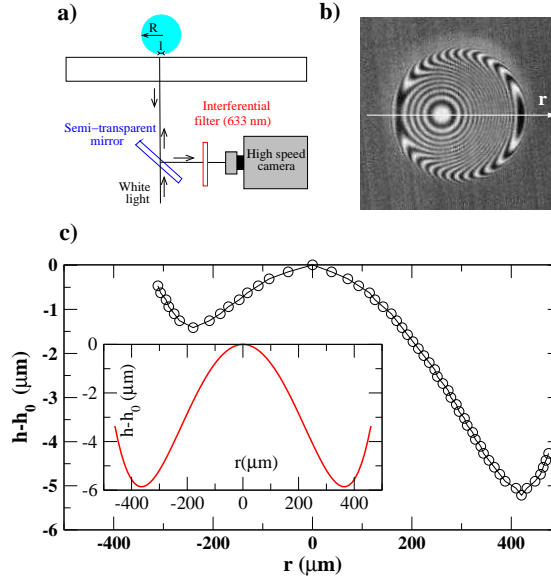 a)
R
l
Semi-transparent
mirror
Interferential
filter (633 nm)
High speed
camera
White
light
b)
r
c)
0
-1
-2
-3
-4
-5
-6
h-h0 (μm)
-400
-200
0
200
400
r (μm)
0
-2
-4
-6
h-h0 (μm)
r(μm)
-400
-200
0
200
400